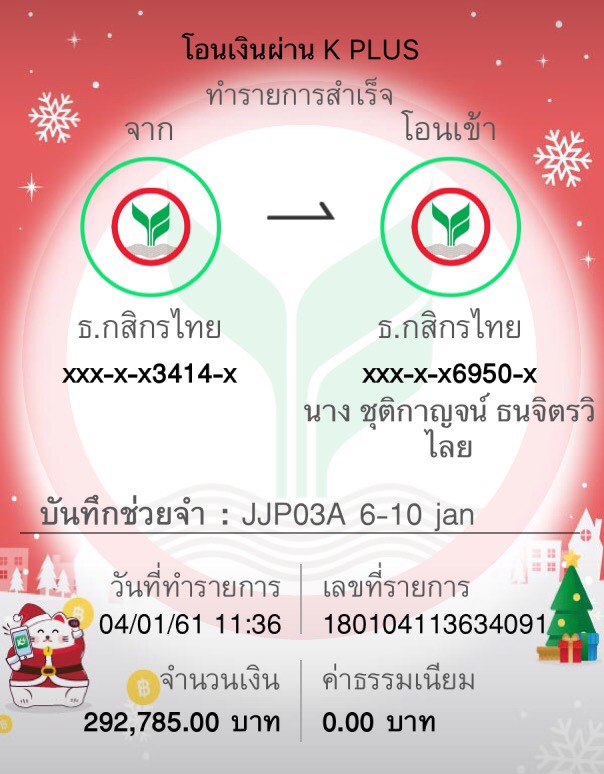 โอนเงินผ่าน K PLUS
ทำรายการสำเร็จ
จาก
โอนเข้า
ธ.กสิกรไทย
ธ.กสิกรไทย
xxx-x-x3414-x
xxx-x-x6950-x
นาง ชุติกาญจน์ ธนจิตรวิ
ไลย
บันทึกช่วยจำ : JJP03A 6-10 jan
วันที่ทำรายการ
เลขที่รายการ
04/01/61 11:36
180104113634091
จำนวนเงิน
ค่าธรรมเนียม
292,785.00 บาท
0.00 บาท